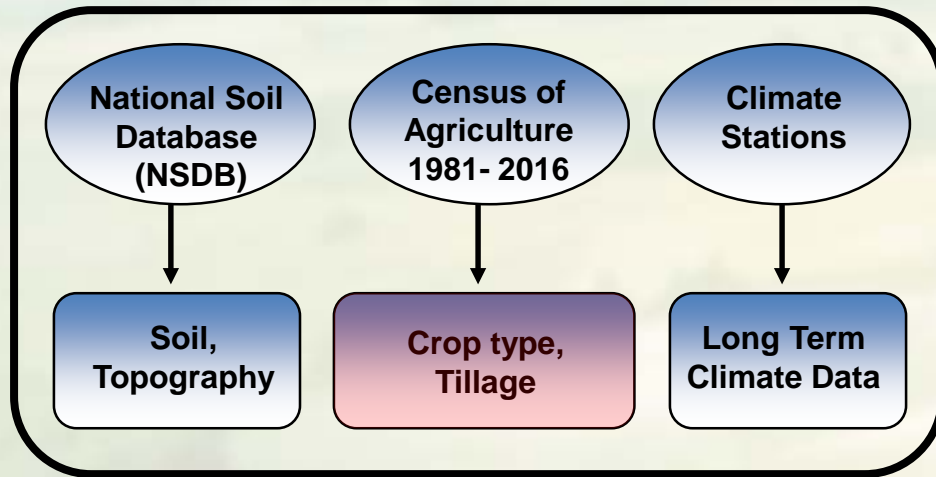 National Soil
Database
(NSDB)
Census of
Agriculture
1981- 2016
Climate
Stations
Soil,
Topography
Crop type,
Tillage
Long Term
Climate Data